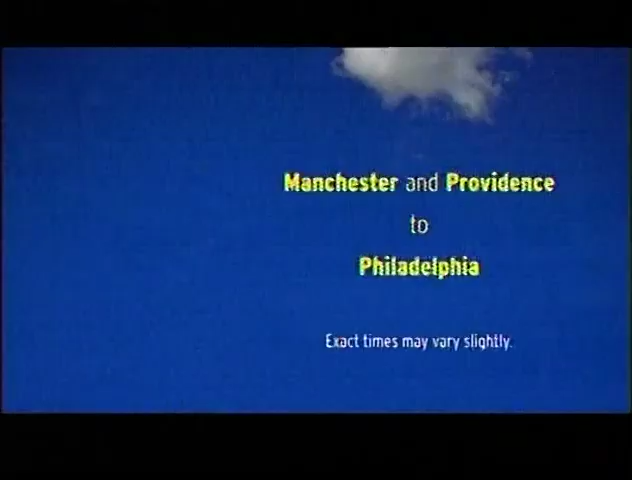 Manchester and Providence
to
Philadelphia
Exact times may vary slightly.